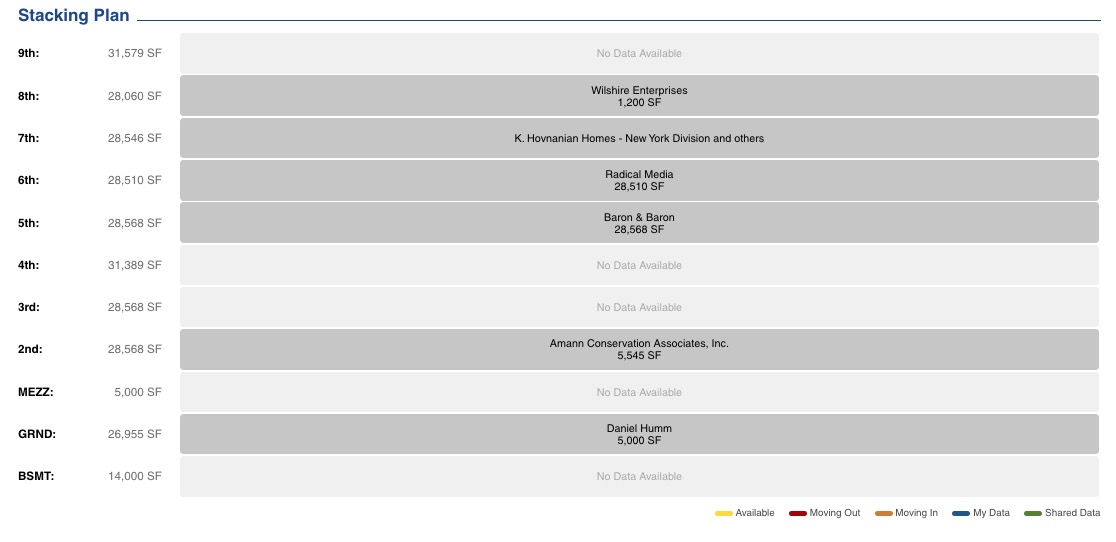 Stacking Plan
9th: 31,579 SF No Data Available
8th: 28,060 SF Wilshire Enterprises
1,200 SF
7th: 28,546 SF K. Hovnanian Homes - New York Division and others
6th: 28,510 SF Radical Media
28,510 SF
5th: 28,568 SF Baron & Baron
28,568 SF
4th: 31,389 SF No Data Available
3rd: 28,568 SF No Data Available
2nd: 28,568 SF Amann Conservation Associates, Inc.
5,545 SF
MEZZ: 5,000 SF No Data Available
GRND: 26,955 SF Daniel Humm
5,000 SF
BSMT: 14,000 SF No Data Available
Available Moving Out Moving In My Data Shared Data